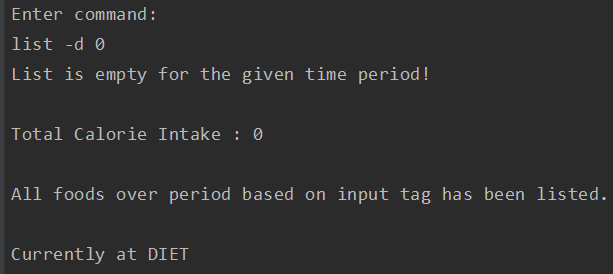 Enter command:
list -d 0
List is empty for the given time period!
Total Calorie Intake : 0
All foods over period based on input tag has been listed.
Currently at DIET